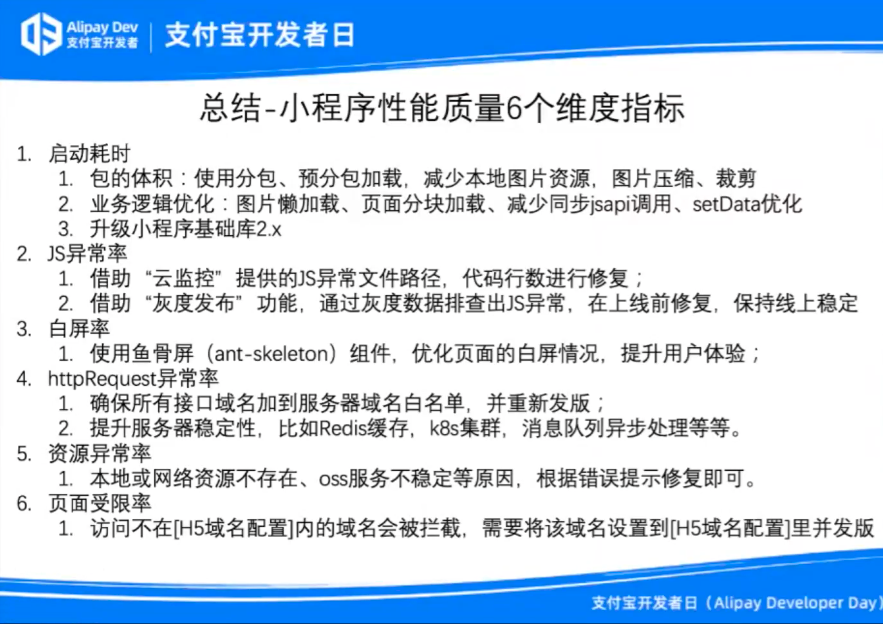 Alipay Dev
支付宝开发者
支付宝开发者日
总结-小程序性能质量6个维度指标
1. 启动耗时
1. 包的体积：使用分包、预分包加载，减少本地图片资源，图片压缩、裁剪
2. 业务逻辑优化：图片懒加载、页面分块加载、减少同步jsapi调用、setData优化
3. 升级小程序基础库2.x
2. JS异常率
1. 借助“云监控”提供的JS异常文件路径，代码行数进行修复；
2. 借助“灰度发布”功能，通过灰度数据排查出JS异常，在上线前修复，保持线上稳定
3. 白屏率
1. 使用鱼骨屏（ant-skeleton）组件，优化页面的白屏情况，提升用户体验；
4. httpRequest异常率
1. 确保所有接口域名加到服务器域名白名单，并重新发版；
2. 提升服务器稳定性，比如Redis缓存，k8s集群，消息队列异步处理等等。
5. 资源异常率
1. 本地或网络资源不存在、oss服务不稳定等原因，根据错误提示修复即可。
6. 页面受限率
1. 访问不在[H5域名配置]内的域名会被拦截，需要将该域名设置到[H5域名配置]里并发版
支付宝开发者日（Alipay Developer Day）